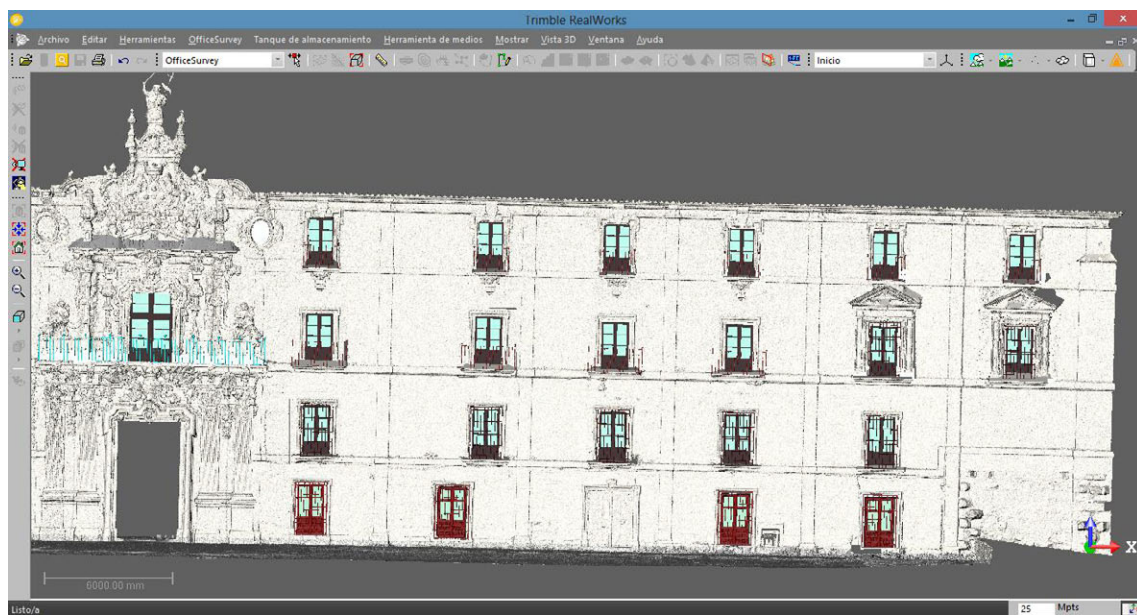 Trimble RealWorks
Archivo Editar Herramientas OfficeSurvey Tanque de almacenamiento Herramienta de medios Mostrar Vista 3D Ventana Ayuda
OfficeSurvey Inicio
X
6000.00 mm
Listo/a 25 Mpts